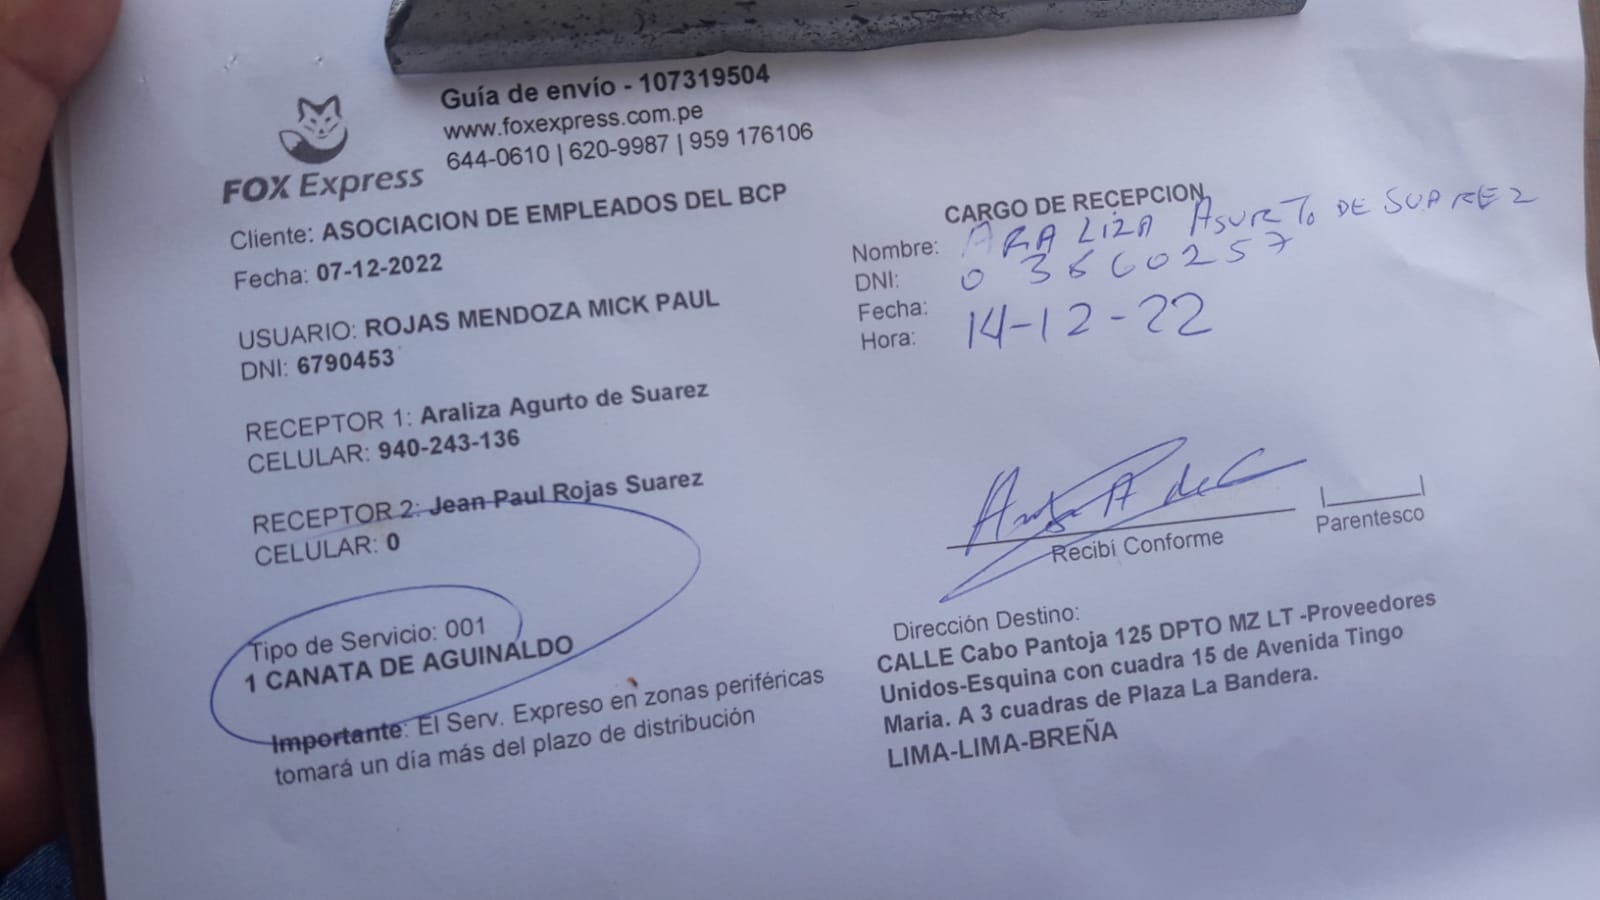 Guía de envío - 107319504
www.foxexpress.com.pe
644-0610 | 620-9987 | 959 176106
FOX Express
Cliente: ASOCIACION DE EMPLEADOS DEL BCP
Fecha: 07-12-2022
USUARIO: ROJAS MENDOZA MICK PAUL
DNI: 6790453
RECEPTOR 1: Araliza Agurto de Suarez
CELULAR: 940-243-136
RECEPTOR 2: Jean Paul Rojas Suarez
CELULAR: 0
Tipo de Servicio: 001
1 CANATA DE AGUINALDO
Importante: El Serv. Expreso en zonas periféricas
tomará un día más del plazo de distribución
CARGO DE RECEPCION
Nombre: ARALIZA AGURTO DE SUAREZ
DNI: 03660257
Fecha: 14-12-22
Hora:
Recibí Conforme
Parentesco
Dirección Destino:
CALLE Cabo Pantoja 125 DPTO MZ LT -Proveedores
Unidos-Esquina con cuadra 15 de Avenida Tingo
Maria. A 3 cuadras de Plaza La Bandera.
LIMA-LIMA-BREÑA